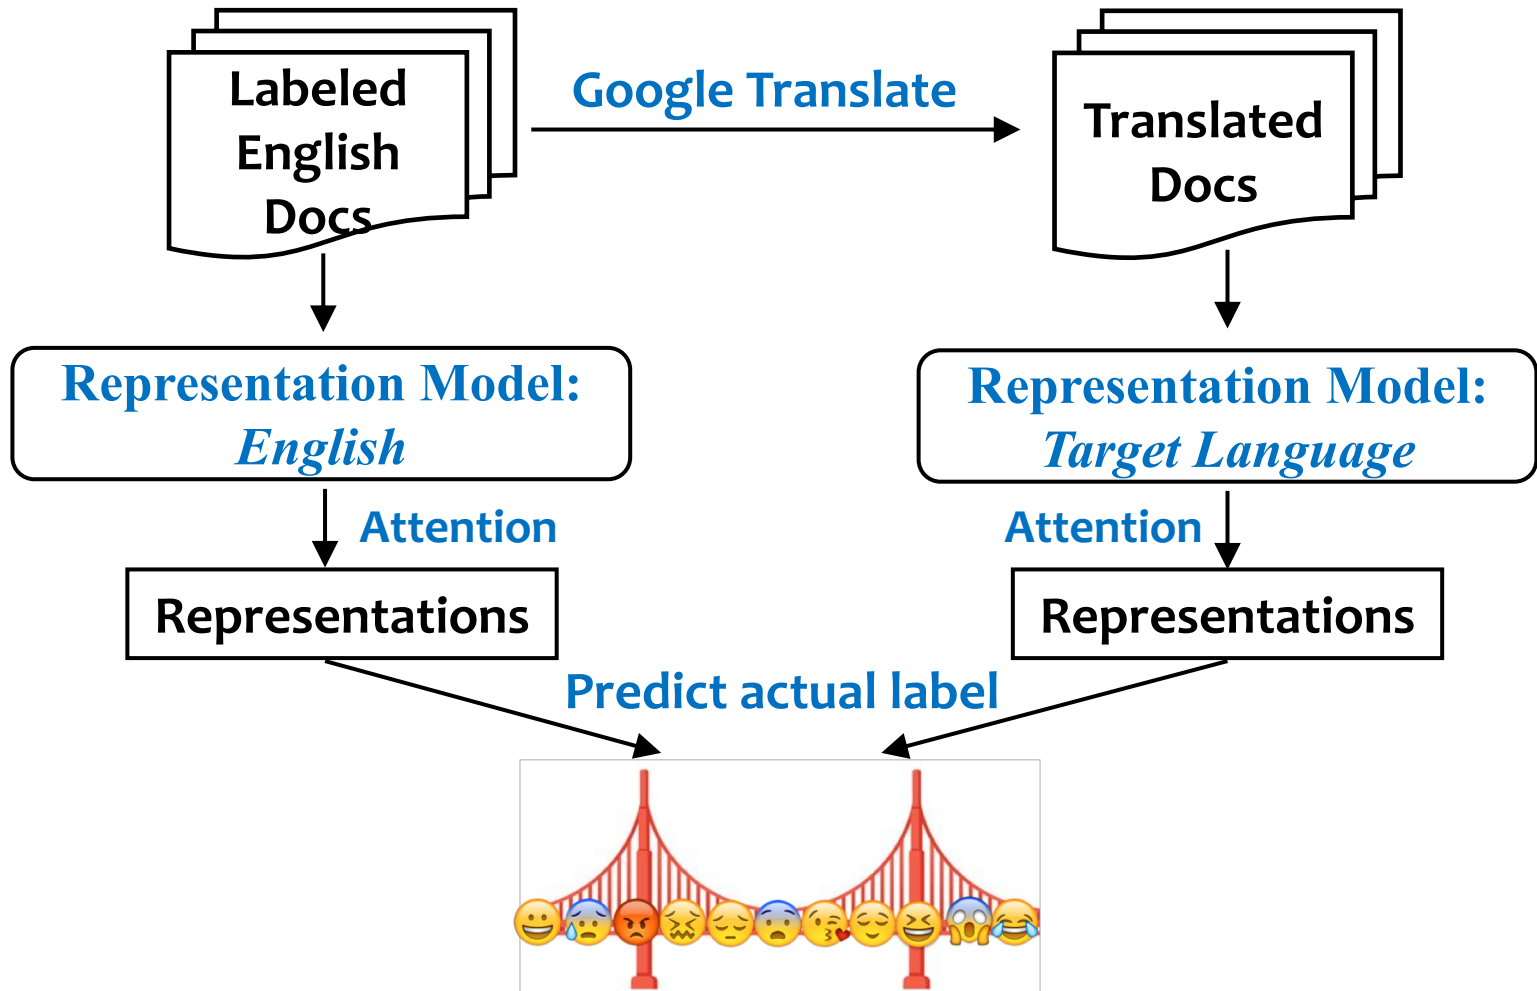 Labeled
English
Docs
Google Translate
Translated
Docs
Representation Model:
English
Representation Model:
Target Language
Attention
Attention
Representations
Representations
Predict actual label